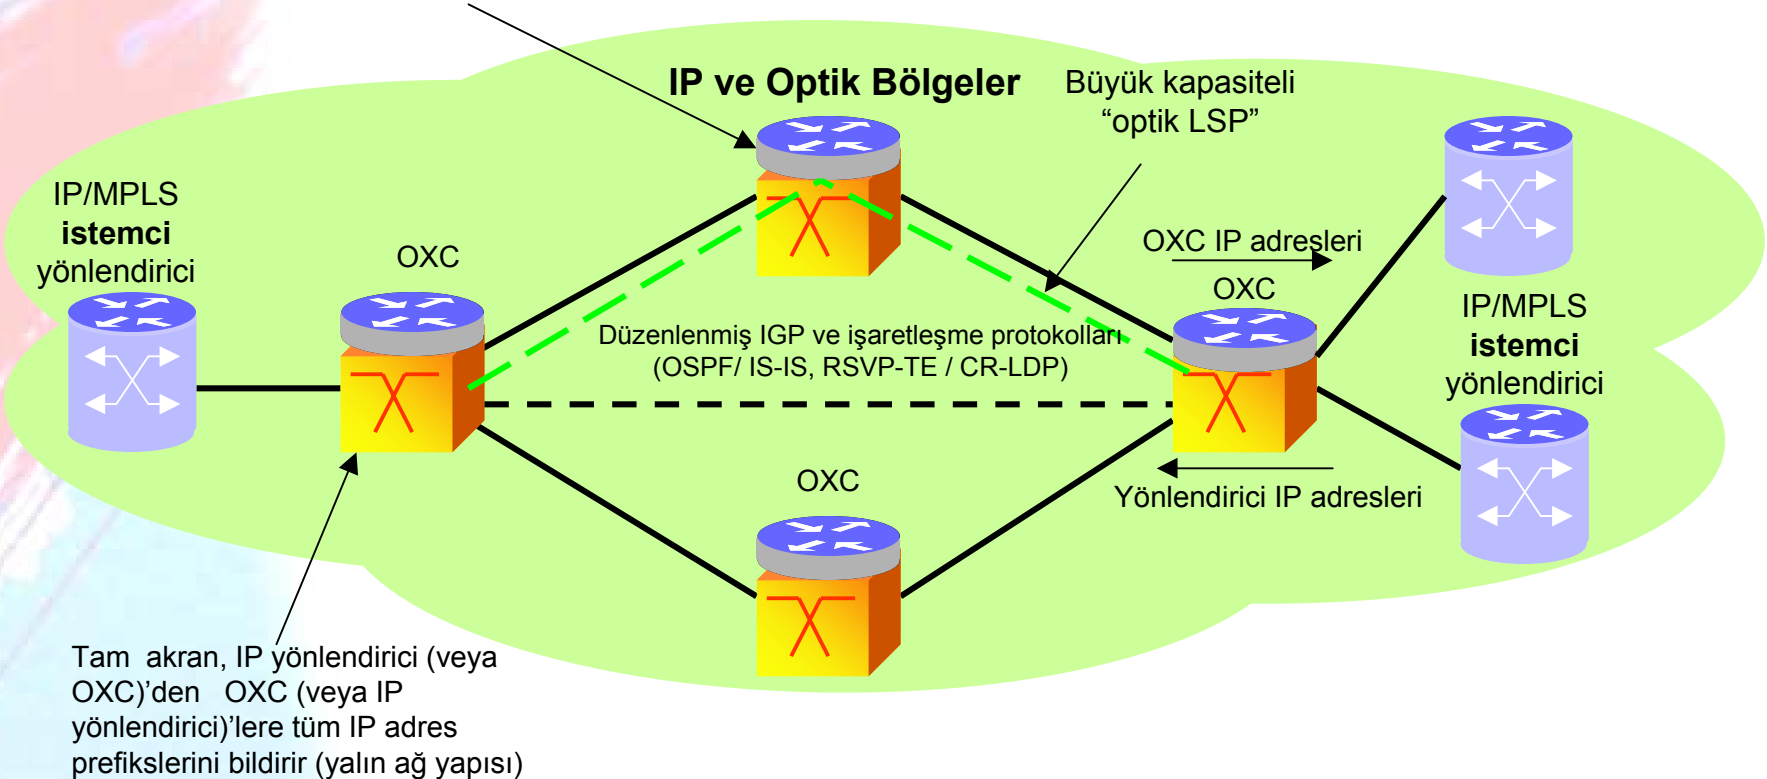 IP ve Optik Bölgeler
Büyük kapasiteli
“optik LSP”
IP/MPLS
istemci
yönlendirici
OXC
OXC IP adresleri
OXC
IP/MPLS
istemci
yönlendirici
Düzenlenmiş IGP ve işaretleşme protokolları
(OSPF/ IS-IS, RSVP-TE / CR-LDP)
OXC
Yönlendirici IP adresleri
Tam akran, IP yönlendirici (veya
OXC)’den OXC (veya IP
yönlendirici)’lere tüm IP adres
prefikslerini bildirir (yalın ağ yapısı)